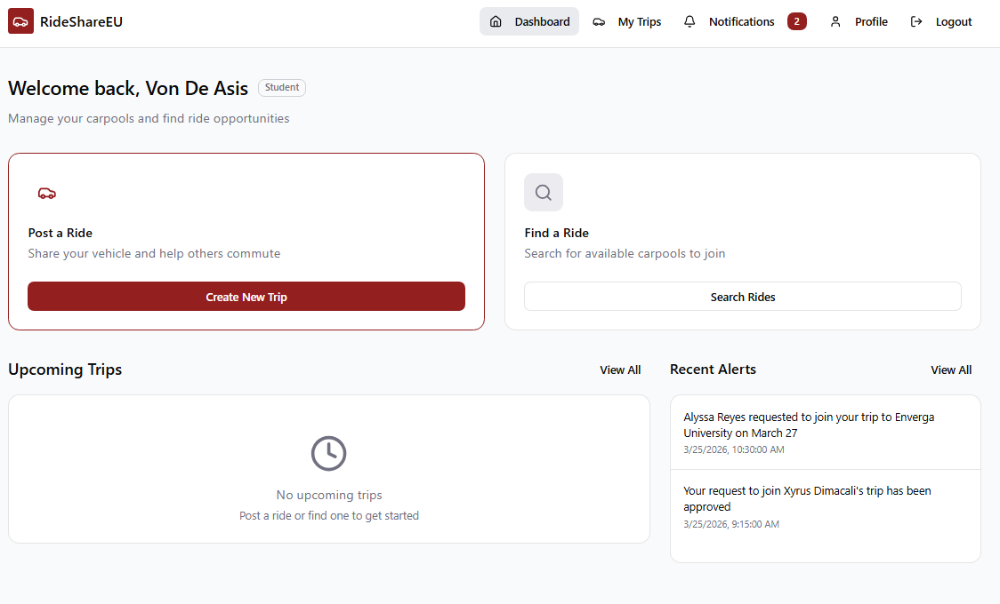 RideShareEU
Dashboard
My Trips
Notifications
2
Profile
Logout
Welcome back, Von De Asis
Student
Manage your carpools and find ride opportunities
Post a Ride
Share your vehicle and help others commute
Create New Trip
Find a Ride
Search for available carpools to join
Search Rides
Upcoming Trips
View All
No upcoming trips
Post a ride or find one to get started
Recent Alerts
View All
Alyssa Reyes requested to join your trip to Enverga
University on March 27
3/25/2026, 10:30:00 AM
Your request to join Xyrus Dimacali's trip has been
approved
3/25/2026, 9:15:00 AM